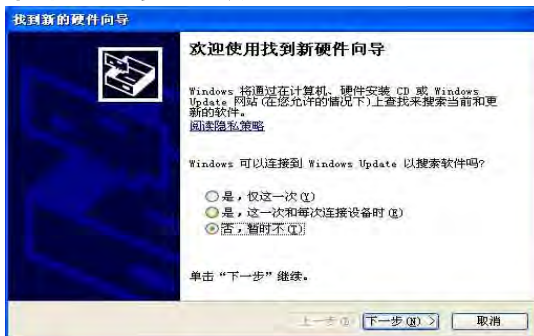 找到新的硬件向导
欢迎使用找到新硬件向导
Windows 将通过在计算机、硬件安装 CD 或 Windows
Update 网站(在您允许的情况下)上查找来搜索当前和更
新的软件。
阅读隐私策略
Windows 可以连接到 Windows Update 以搜索软件吗?
是，仅这一次(Y)
是，这一次和每次连接设备时(E)
否，暂时不(T)
单击“下一步”继续。
上一步(B) 下一步(N) > 取消